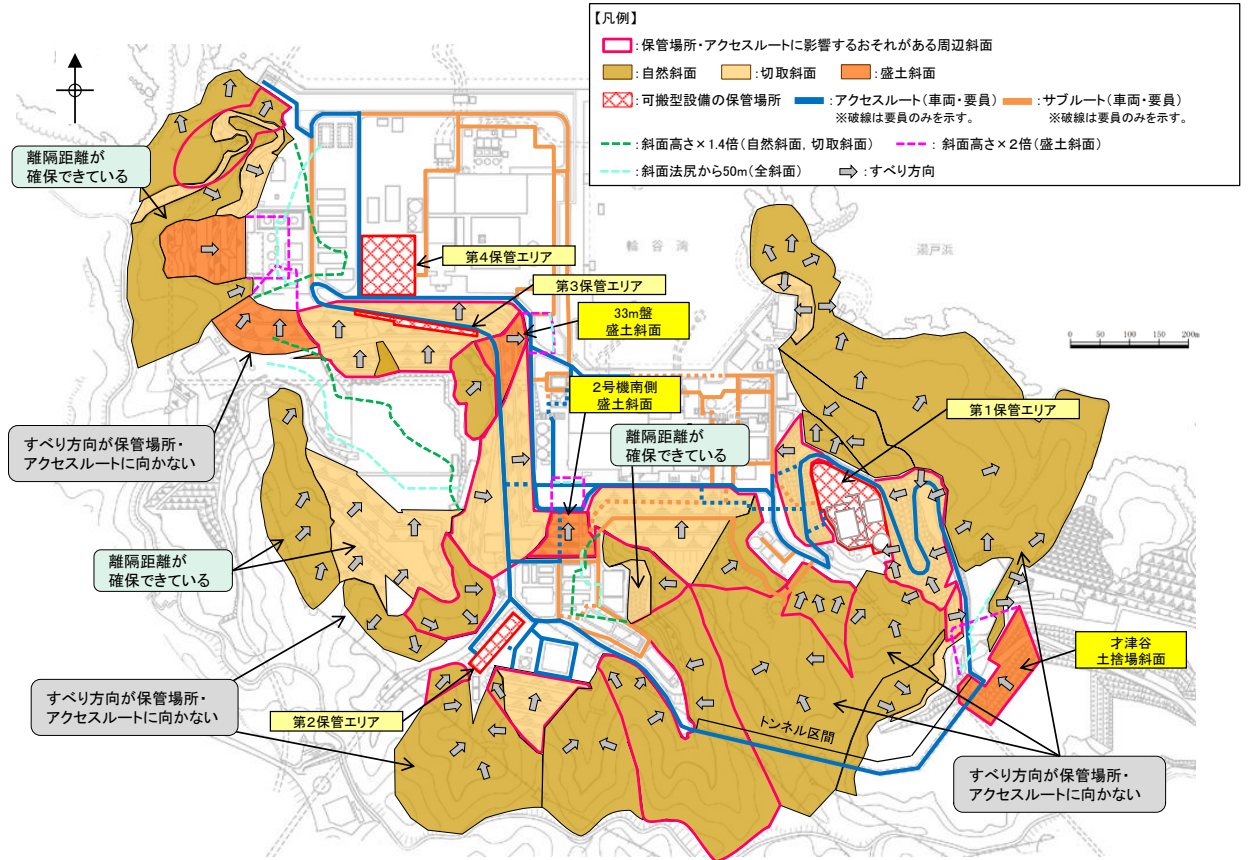 【凡例】
：保管場所・アクセスルートに影響するおそれがある周辺斜面
：自然斜面
：切取斜面
：盛土斜面
：可搬型設備の保管場所
：アクセスルート（車両・要員）
※破線は要員のみを示す。
：サブルート（車両・要員）
※破線は要員のみを示す。
：斜面高さ×1.4倍（自然斜面，切取斜面）
：斜面高さ×２倍（盛土斜面）
：斜面法尻から50m（全斜面）
：すべり方向
離隔距離が
確保できている
輪谷湾
湯戸浜
第４保管エリア
第３保管エリア
33m盤
盛土斜面
0 50 100 150 200m
２号機南側
盛土斜面
第１保管エリア
すべり方向が保管場所・
アクセスルートに向かない
離隔距離が
確保できている
離隔距離が
確保できている
才津谷
土捨場斜面
すべり方向が保管場所・
アクセスルートに向かない
第２保管エリア
トンネル区間
すべり方向が保管場所・
アクセスルートに向かない